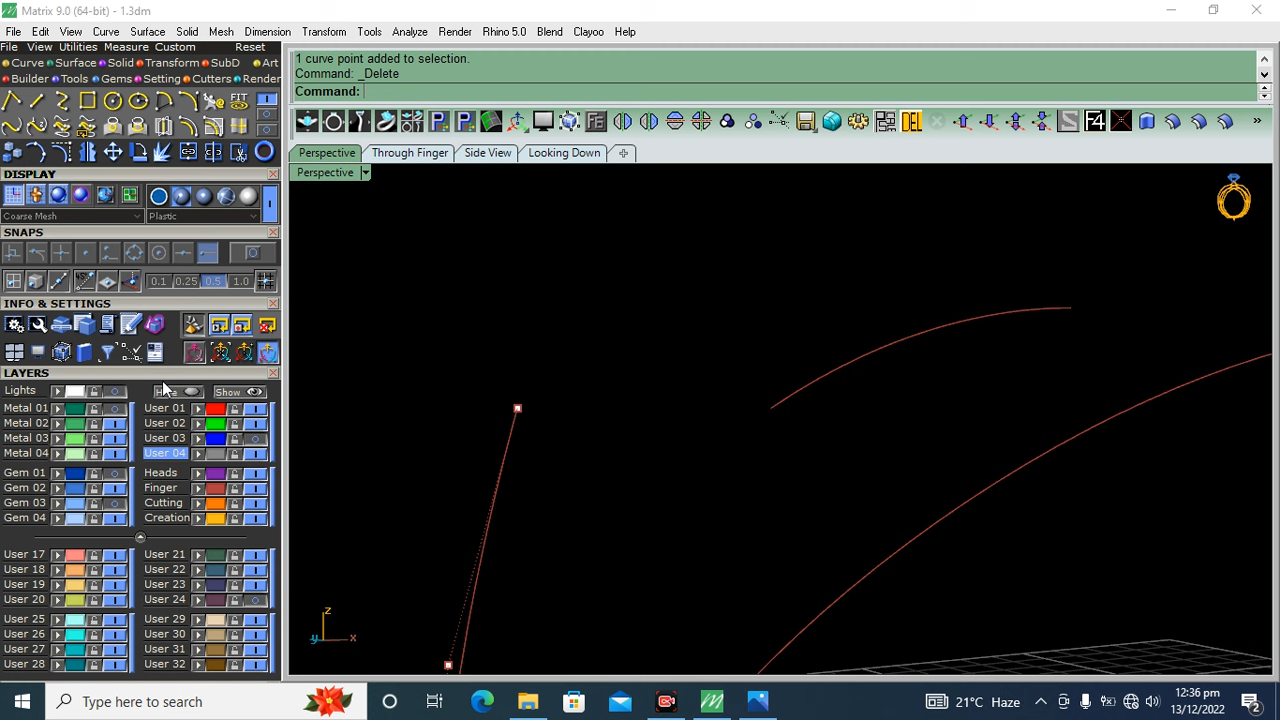 Matrix 9.0 (64-bit) - 1.3dm
File Edit View Curve Surface Solid Mesh Dimension Transform Tools Analyze Render Rhino 5.0 Blend Clayoo Help
File View Utilities Measure Custom Reset
Curve Surface Solid Transform SubD Art
Builder Tools Gems Setting Cutters Render
1 curve point added to selection.
Command: _Delete
Command:
FIT
DEL F4
Perspective Through Finger Side View Looking Down
Perspective
DISPLAY
Coarse Mesh Plastic
SNAPS
0.1 0.25 0.5 1.0
INFO & SETTINGS
LAYERS
Lights Show
Metal 01 User 01
Metal 02 User 02
Metal 03 User 03
Metal 04 User 04
Gem 01 Heads
Gem 02 Finger
Gem 03 Cutting
Gem 04 Creation
User 17 User 21
User 18 User 22
User 19 User 23
User 20 User 24
User 25 User 29
User 26 User 30
User 27 User 31
User 28 User 32
z
y x
Type here to search
21°C Haze
12:36 pm
13/12/2022
2